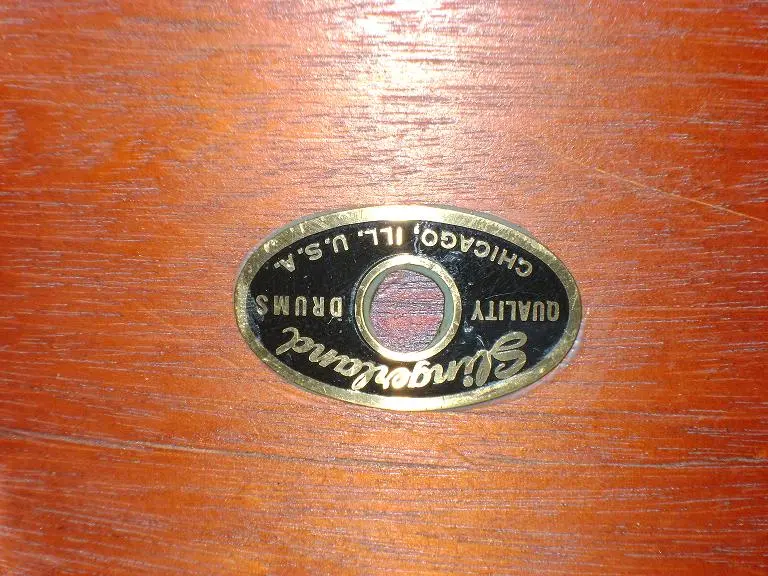 Slingerland
QUALITY DRUMS
CHICAGO, ILL. U.S.A.